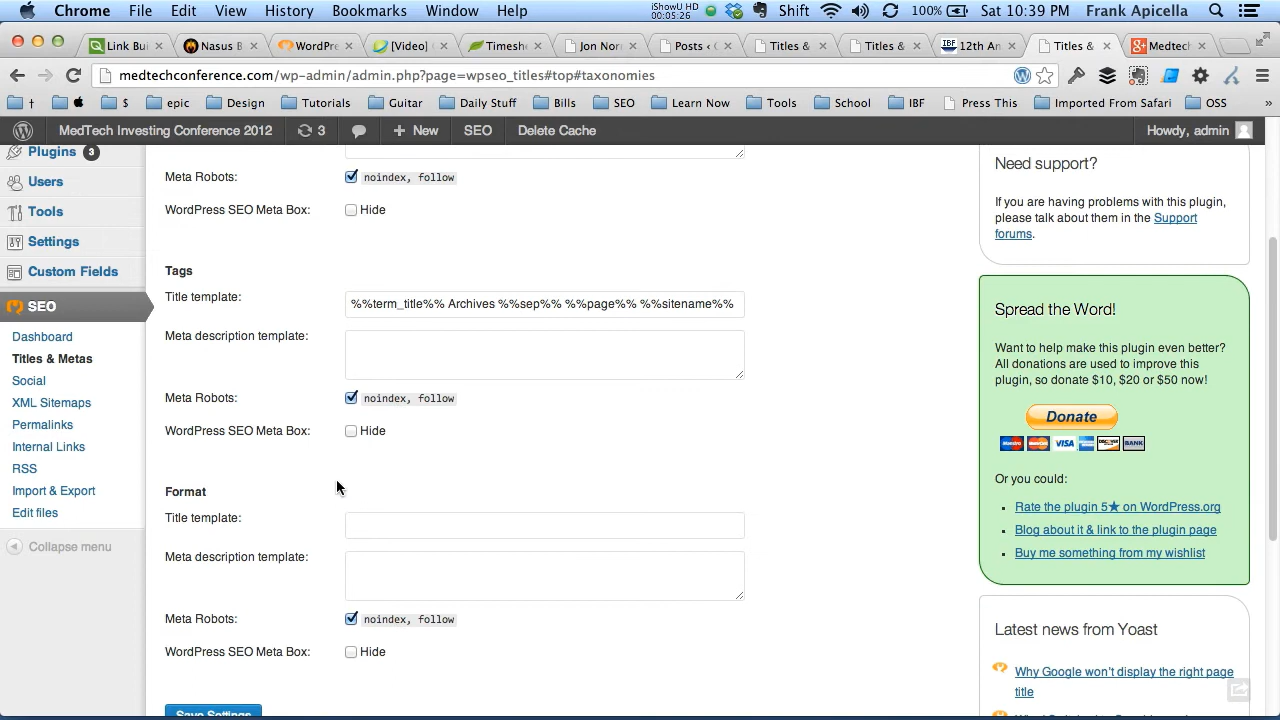 Chrome File Edit View History Bookmarks Window Help iShowU HD 00:05:26 Shift 100% Sat 10:39 PM Frank Apicella
Link Bui Nasus B WordPre [Video] Timesh Jon Nor Posts ‹ Titles & Titles & IBF 12th An Titles & Medtech
medtechconference.com/wp-admin/admin.php?page=wpseo_titles#top#taxonomies
† $ epic Design Tutorials Guitar Daily Stuff Bills SEO Learn Now Tools School IBF Press This Imported From Safari OSS »
MedTech Investing Conference 2012 3 + New SEO Delete Cache Howdy, admin
Plugins 3
Users
Tools
Settings
Custom Fields
SEO
Dashboard
Titles & Metas
Social
XML Sitemaps
Permalinks
Internal Links
RSS
Import & Export
Edit files
Collapse menu
Meta Robots: noindex, follow
WordPress SEO Meta Box: Hide
Tags
Title template: %%term_title%% Archives %%sep%% %%page%% %%sitename%%
Meta description template:
Meta Robots: noindex, follow
WordPress SEO Meta Box: Hide
Format
Title template:
Meta description template:
Meta Robots: noindex, follow
WordPress SEO Meta Box: Hide
Save Settings
Need support?
If you are having problems with this plugin,
please talk about them in the Support
forums.
Spread the Word!
Want to help make this plugin even better?
All donations are used to improve this
plugin, so donate $10, $20 or $50 now!
Donate
VISA BANK
Or you could:
Rate the plugin 5★ on WordPress.org
Blog about it & link to the plugin page
Buy me something from my wishlist
Latest news from Yoast
Why Google won't display the right page
title